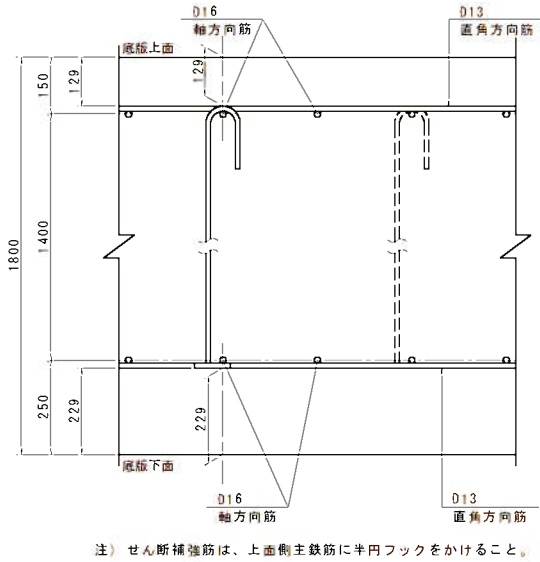 D16
軸方向筋
D13
直角方向筋
底版上面
150
129
129
1800
1400
250
229
229
底版下面
D16
軸方向筋
D13
直角方向筋
注) せん断補強筋は、上面側主鉄筋に半円フックをかけること。